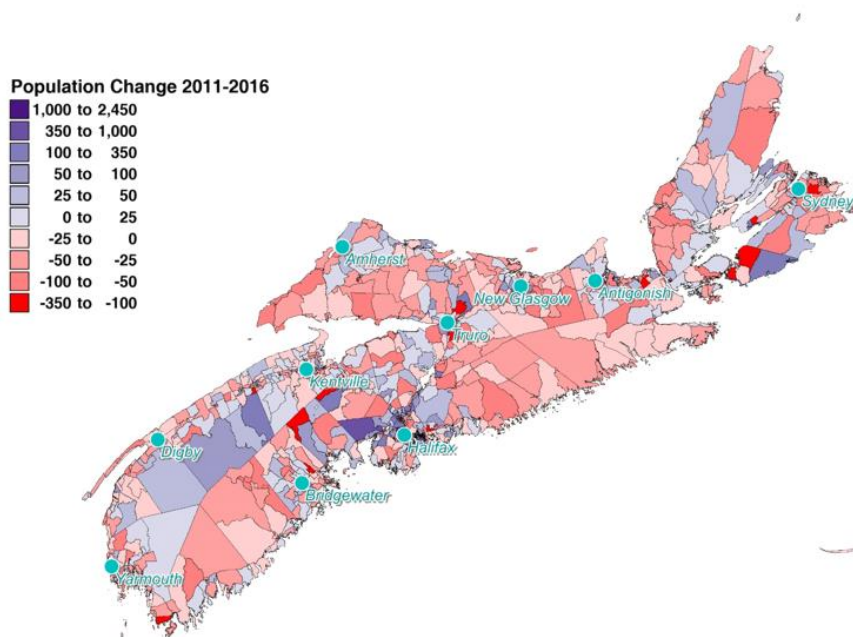 Population Change 2011-2016
1,000 to 2,450
350 to 1,000
100 to 350
50 to 100
25 to 50
0 to 25
-25 to 0
-50 to -25
-100 to -50
-350 to -100
Sydney
Amherst
New Glasgow
Antigonish
Truro
Kentville
Digby
Halifax
Bridgewater
Yarmouth